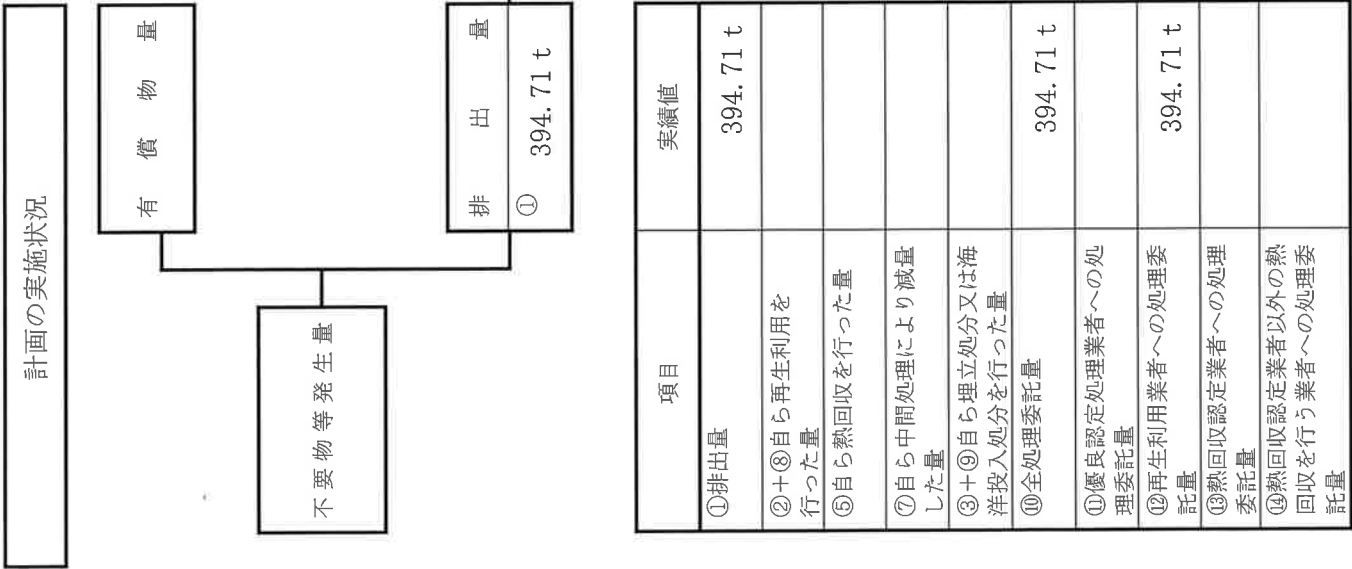 計画の実施状況
有償物量
不要物等発生量
排出量
①
394.71 t
項目
実績値
①排出量
394.71 t
②＋⑧自ら再生利用を
行った量
⑤自ら熱回収を行った量
⑦自ら中間処理により減量
した量
③＋⑨自ら埋立処分又は海
洋投入処分を行った量
⑩全処理委託量
394.71 t
⑪優良認定処理業者への処
理委託量
⑫再生利用業者への処理委
託量
394.71 t
⑬熱回収認定業者への処理
委託量
⑭熱回収認定業者以外の熱
回収を行う業者への処理委
託量